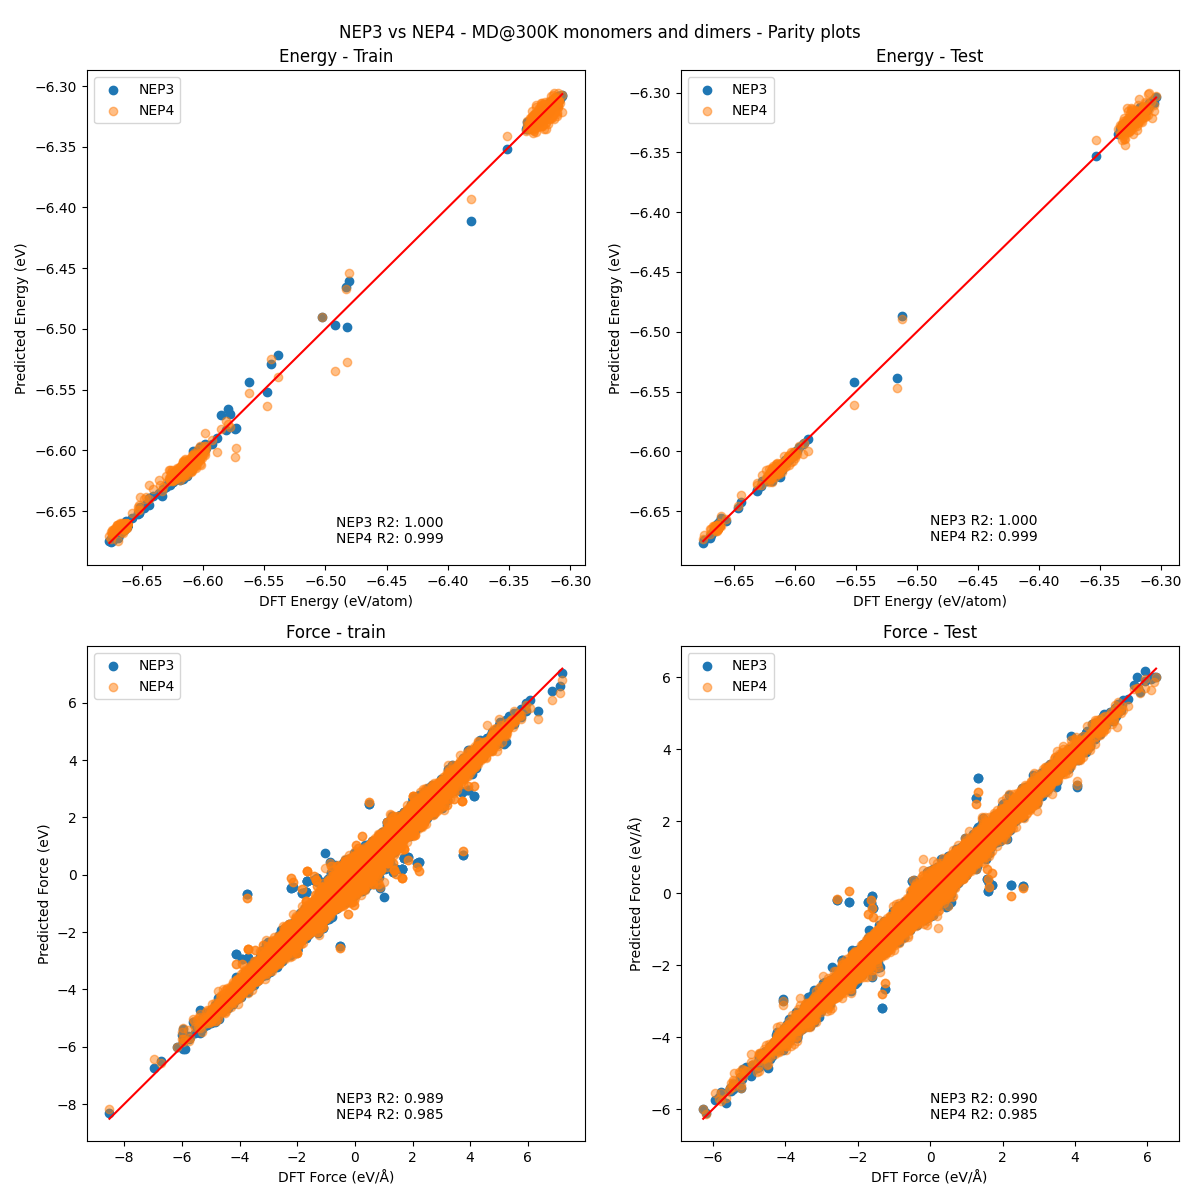 NEP3 vs NEP4 - MD@300K monomers and dimers - Parity plots
Energy - Train
NEP3
NEP4
−6.30
−6.35
−6.40
−6.45
−6.50
−6.55
−6.60
−6.65
Predicted Energy (eV)
NEP3 R2: 1.000
NEP4 R2: 0.999
−6.65 −6.60 −6.55 −6.50 −6.45 −6.40 −6.35 −6.30
DFT Energy (eV/atom)
Energy - Test
NEP3
NEP4
−6.30
−6.35
−6.40
−6.45
−6.50
−6.55
−6.60
−6.65
Predicted Energy (eV)
NEP3 R2: 1.000
NEP4 R2: 0.999
−6.65 −6.60 −6.55 −6.50 −6.45 −6.40 −6.35 −6.30
DFT Energy (eV/atom)
Force - train
NEP3
NEP4
6
4
2
0
−2
−4
−6
−8
Predicted Force (eV)
NEP3 R2: 0.989
NEP4 R2: 0.985
−8 −6 −4 −2 0 2 4 6
DFT Force (eV/Å)
Force - Test
NEP3
NEP4
6
4
2
0
−2
−4
−6
Predicted Force (eV/Å)
NEP3 R2: 0.990
NEP4 R2: 0.985
−6 −4 −2 0 2 4 6
DFT Force (eV/Å)